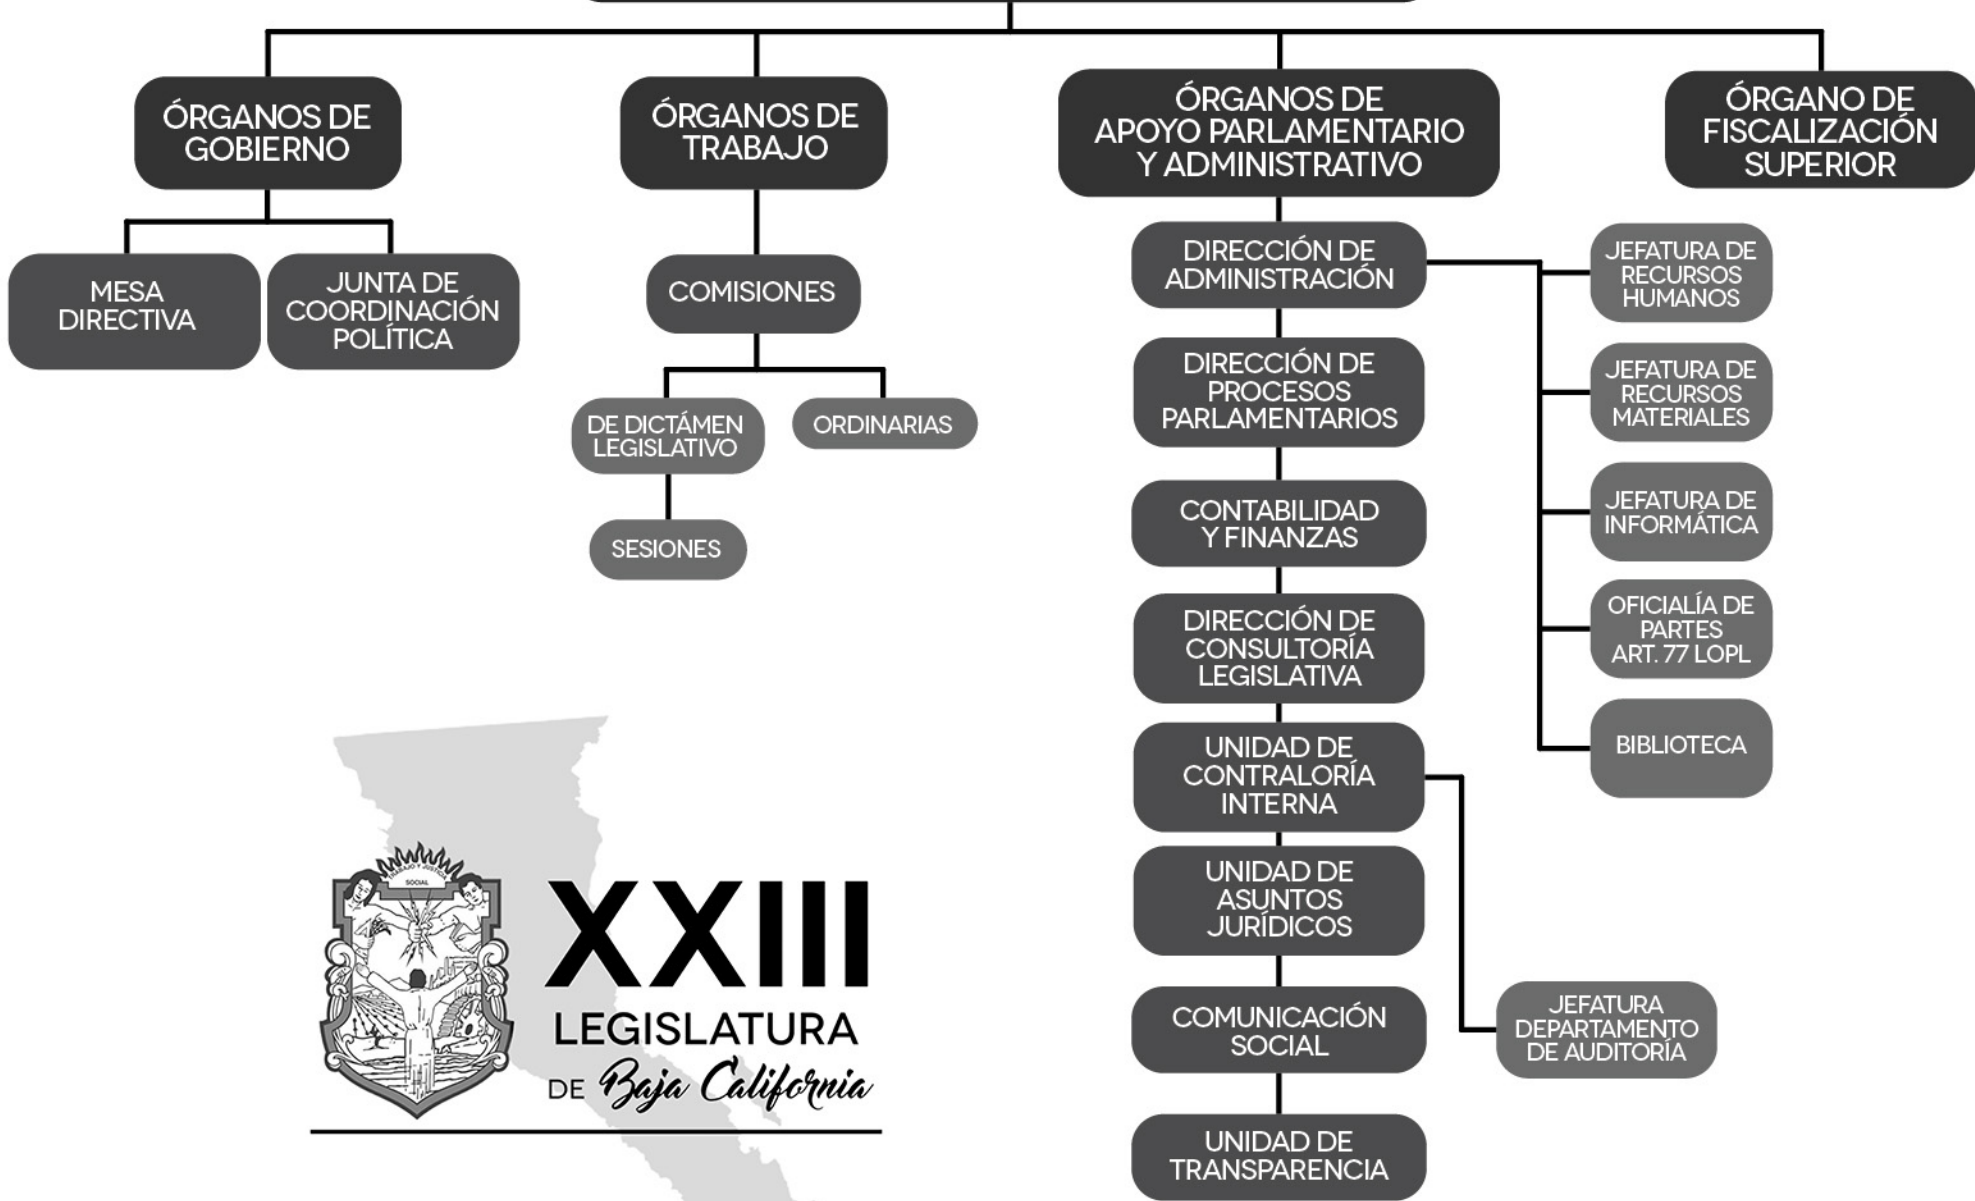 ÓRGANOS DE
GOBIERNO
MESA
DIRECTIVA
JUNTA DE
COORDINACIÓN
POLÍTICA
ÓRGANOS DE
TRABAJO
COMISIONES
DE DICTÁMEN
LEGISLATIVO
ORDINARIAS
SESIONES
ÓRGANOS DE
APOYO PARLAMENTARIO
Y ADMINISTRATIVO
DIRECCIÓN DE
ADMINISTRACIÓN
JEFATURA DE
RECURSOS
HUMANOS
JEFATURA DE
RECURSOS
MATERIALES
JEFATURA DE
INFORMÁTICA
OFICIALÍA DE
PARTES
ART. 77 LOPL
BIBLIOTECA
DIRECCIÓN DE
PROCESOS
PARLAMENTARIOS
CONTABILIDAD
Y FINANZAS
DIRECCIÓN DE
CONSULTORÍA
LEGISLATIVA
UNIDAD DE
CONTRALORÍA
INTERNA
JEFATURA
DEPARTAMENTO
DE AUDITORÍA
UNIDAD DE
ASUNTOS
JURÍDICOS
COMUNICACIÓN
SOCIAL
UNIDAD DE
TRANSPARENCIA
ÓRGANO DE
FISCALIZACIÓN
SUPERIOR
TRABAJO Y JUSTICIA
SOCIAL
XXIII
LEGISLATURA
DE Baja California